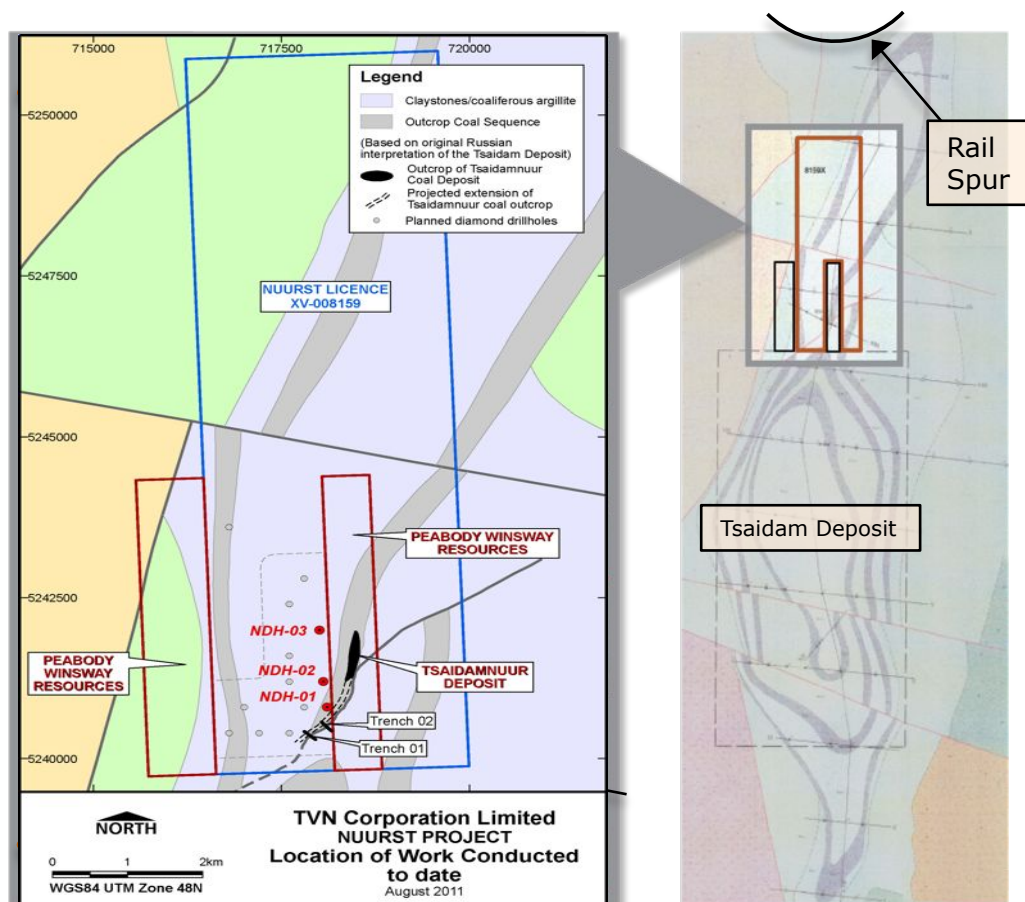 715000
717500
720000
5250000
5247500
5245000
5242500
5240000
Legend
Claystones/coaliferous argillite
Outcrop Coal Sequence
(Based on original Russian
interpretation of the Tsaidam Deposit)
Outcrop of Tsaidamnuur
Coal Deposit
Projected extension of
Tsaidamnuur coal outcrop
Planned diamond drillholes
NUURST LICENCE
XV-008159
PEABODY WINSWAY
RESOURCES
NDH-03
PEABODY
WINSWAY
RESOURCES
NDH-02
TSAIDAMNUUR
DEPOSIT
NDH-01
Trench 02
Trench 01
NORTH
0 1 2km
WGS84 UTM Zone 48N
TVN Corporation Limited
NUURST PROJECT
Location of Work Conducted
to date
August 2011
Rail
Spur
8159X
Tsaidam Deposit